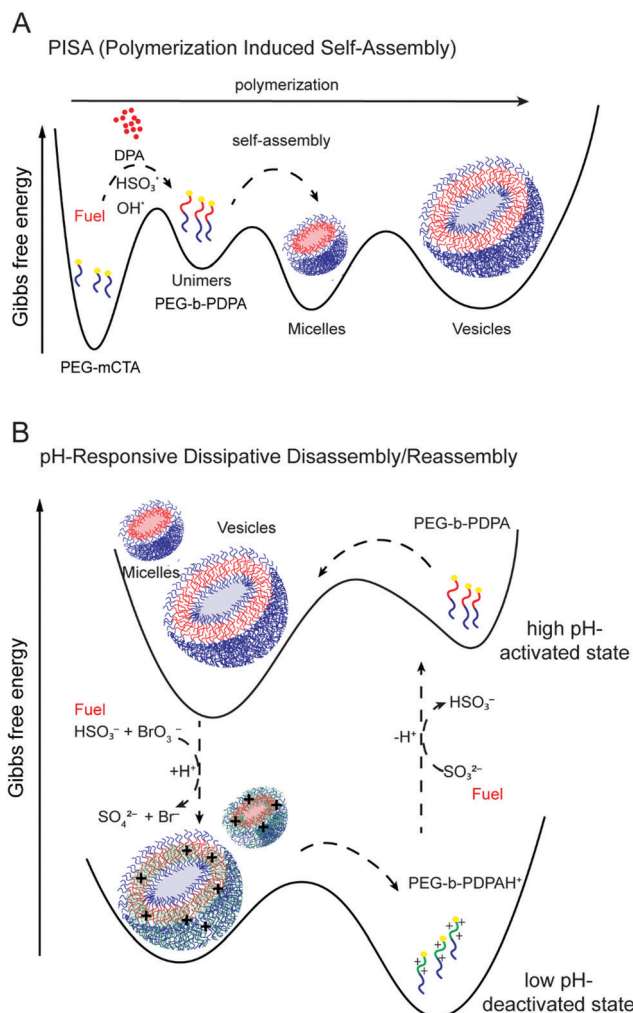 A
PISA (Polymerization Induced Self-Assembly)
polymerization
DPA
self-assembly
HSO₃•
Fuel
OH•
Unimers
PEG-b-PDPA
Micelles
Vesicles
PEG-mCTA
Gibbs free energy
B
pH-Responsive Dissipative Disassembly/Reassembly
Vesicles
PEG-b-PDPA
Micelles
high pH-
activated state
Fuel
HSO₃⁻ + BrO₃⁻
+H⁺
SO₄²⁻ + Br⁻
HSO₃⁻
-H⁺
SO₃²⁻
Fuel
Gibbs free energy
+ + + + + + + + + + +
PEG-b-PDPAH⁺
+ + + + + +
low pH-
deactivated state